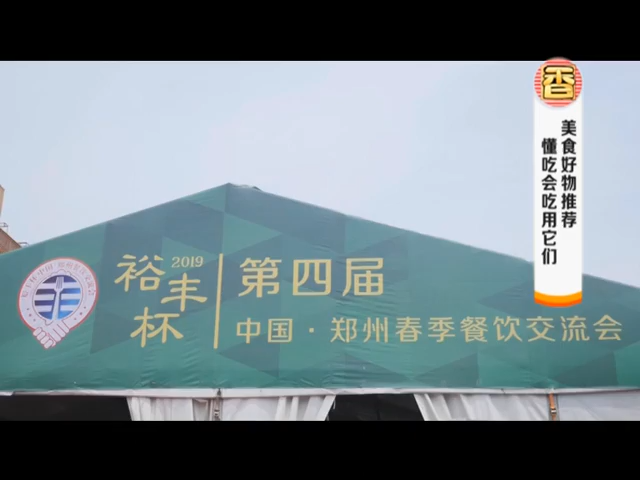 香
美食好物推荐
懂吃会吃用它们
2019
裕丰杯
第四届
中国·郑州春季餐饮交流会